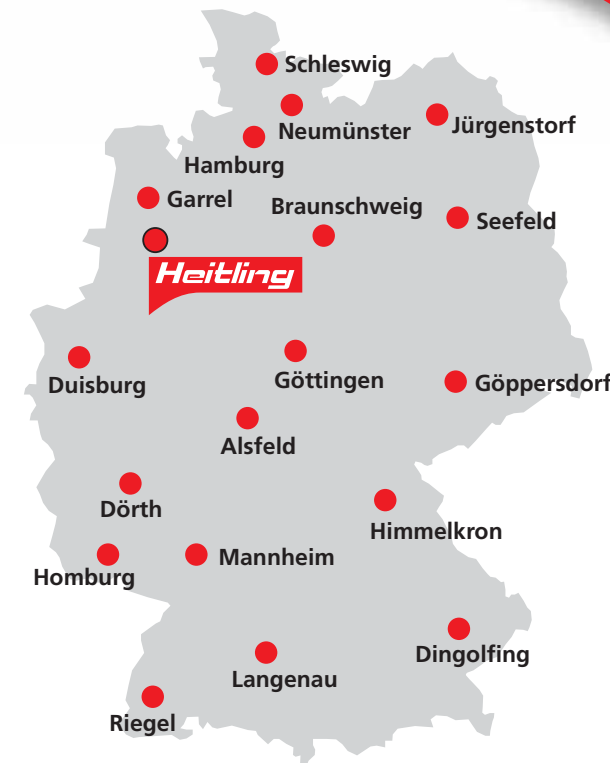 Schleswig
Neumünster
Jürgenstorf
Hamburg
Garrel
Braunschweig
Seefeld
Heitling
Duisburg
Göttingen
Göppersdorf
Alsfeld
Dörth
Himmelkron
Homburg
Mannheim
Dingolfing
Langenau
Riegel